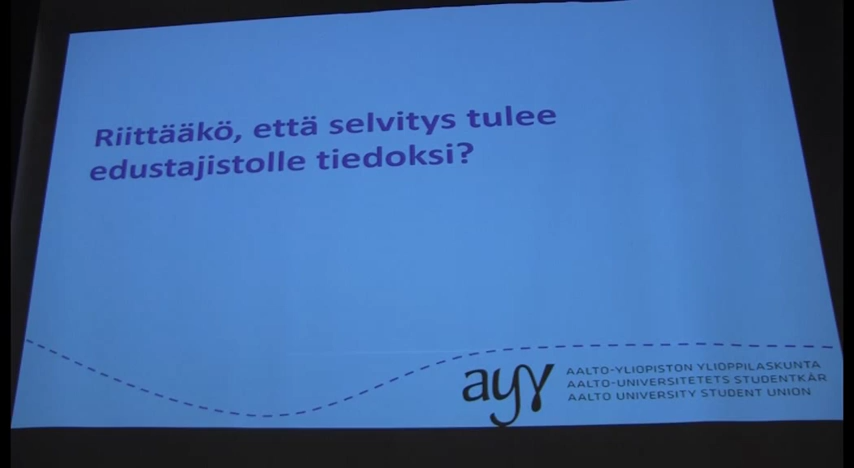 Riittääkö, että selvitys tulee
edustajistolle tiedoksi?
ayy
AALTO-YLIOPISTON YLIOPPILASKUNTA
AALTO-UNIVERSITETETS STUDENTKÅR
AALTO UNIVERSITY STUDENT UNION